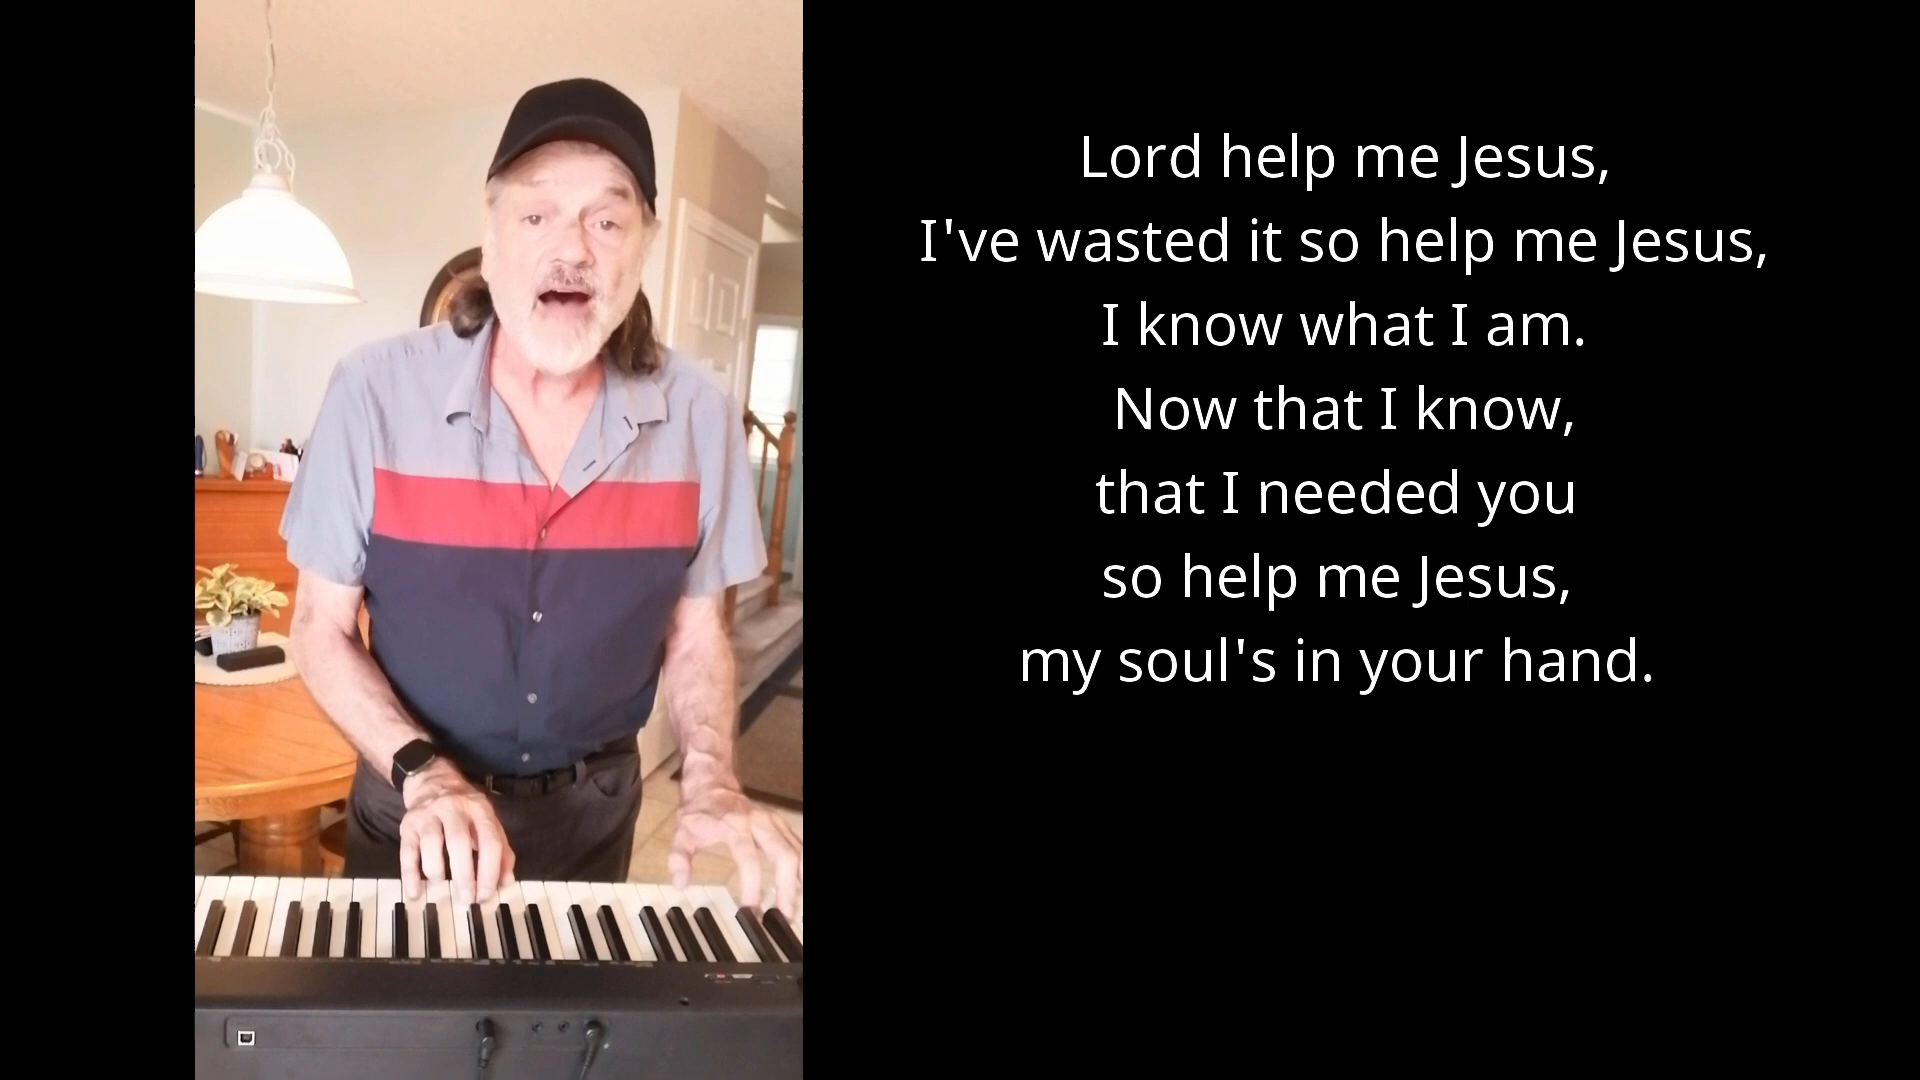 Lord help me Jesus,
I've wasted it so help me Jesus,
I know what I am.
Now that I know,
that I needed you
so help me Jesus,
my soul's in your hand.